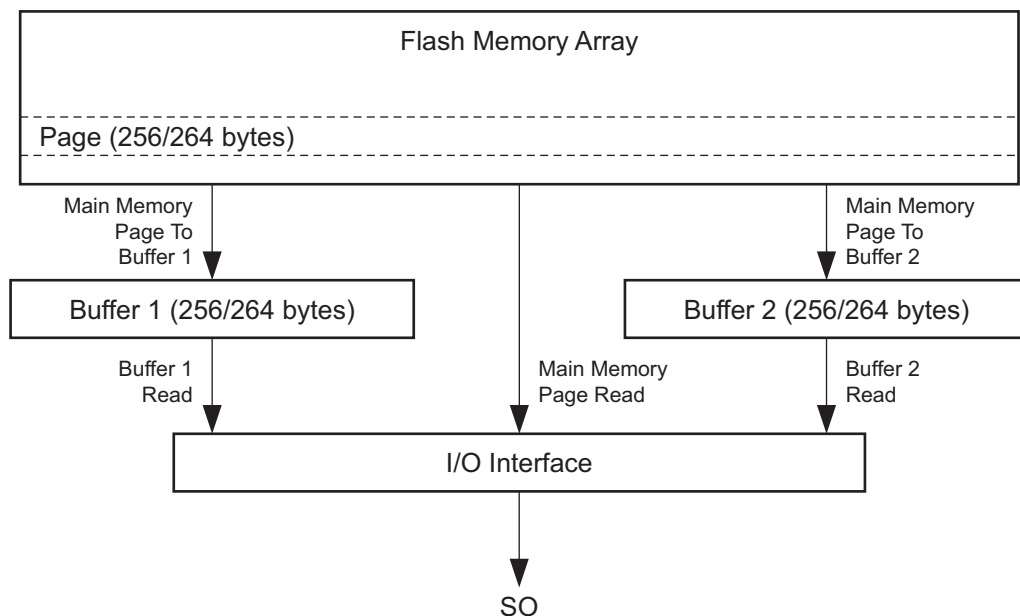 Flash Memory Array
Page (256/264 bytes)
Main Memory
Page To
Buffer 1
Main Memory
Page To
Buffer 2
Buffer 1 (256/264 bytes)
Buffer 2 (256/264 bytes)
Buffer 1
Read
Main Memory
Page Read
Buffer 2
Read
I/O Interface
SO